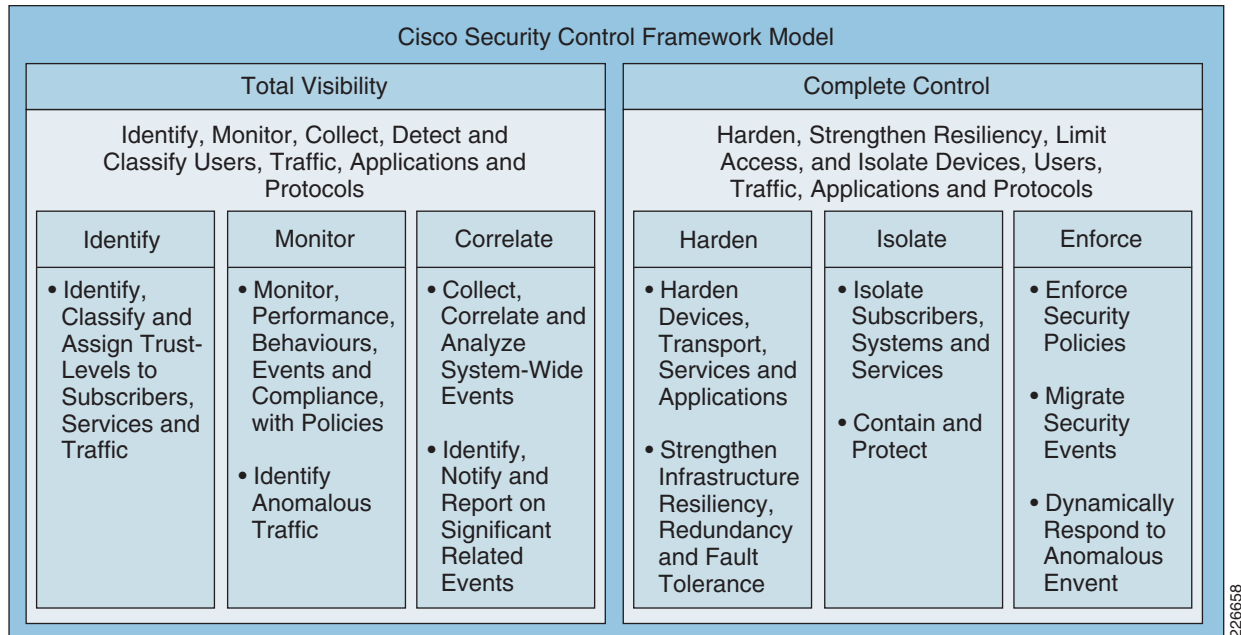 Cisco Security Control Framework Model
Total Visibility
Identify, Monitor, Collect, Detect and
Classify Users, Traffic, Applications and
Protocols
Identify
• Identify,
Classify and
Assign Trust-
Levels to
Subscribers,
Services and
Traffic
Monitor
• Monitor,
Performance,
Behaviours,
Events and
Compliance,
with Policies
• Identify
Anomalous
Traffic
Correlate
• Collect,
Correlate and
Analyze
System-Wide
Events
• Identify,
Notify and
Report on
Significant
Related
Events
Complete Control
Harden, Strengthen Resiliency, Limit
Access, and Isolate Devices, Users,
Traffic, Applications and Protocols
Harden
• Harden
Devices,
Transport,
Services and
Applications
• Strengthen
Infrastructure
Resiliency,
Redundancy
and Fault
Tolerance
Isolate
• Isolate
Subscribers,
Systems and
Services
• Contain and
Protect
Enforce
• Enforce
Security
Policies
• Migrate
Security
Events
• Dynamically
Respond to
Anomalous
Envent
226658